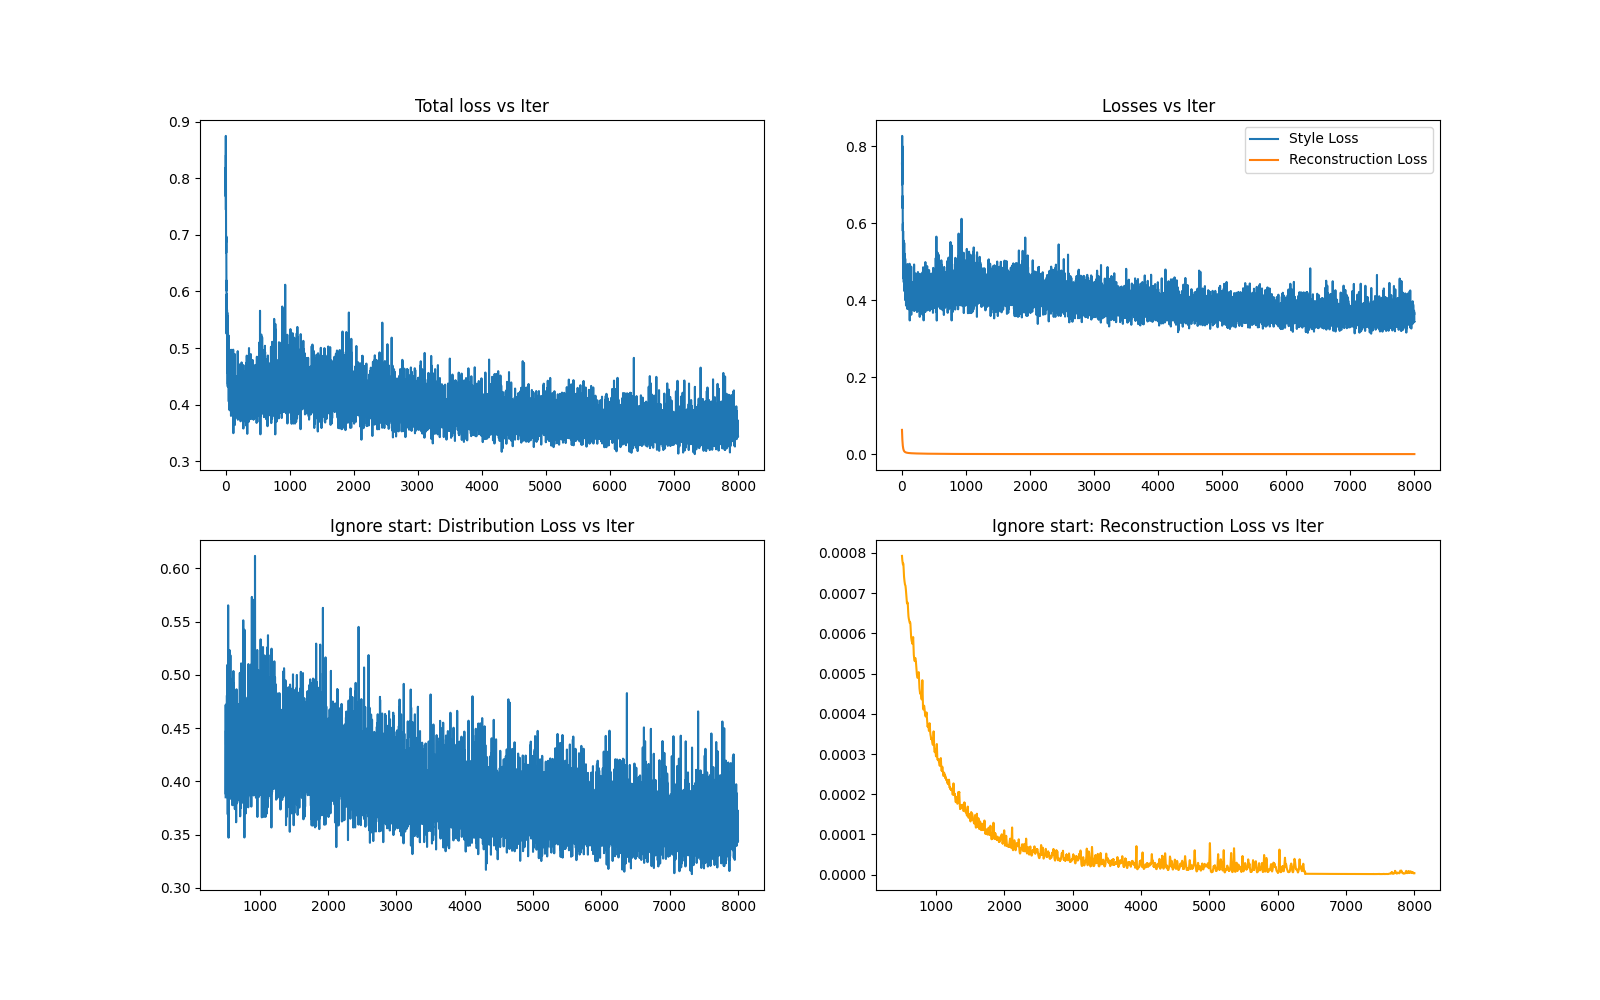 Total loss vs Iter
0.9
0.8
0.7
0.6
0.5
0.4
0.3
0 1000 2000 3000 4000 5000 6000 7000 8000
Losses vs Iter
Style Loss
Reconstruction Loss
0.8
0.6
0.4
0.2
0.0
0 1000 2000 3000 4000 5000 6000 7000 8000
Ignore start: Distribution Loss vs Iter
0.60
0.55
0.50
0.45
0.40
0.35
0.30
1000 2000 3000 4000 5000 6000 7000 8000
Ignore start: Reconstruction Loss vs Iter
0.0008
0.0007
0.0006
0.0005
0.0004
0.0003
0.0002
0.0001
0.0000
1000 2000 3000 4000 5000 6000 7000 8000